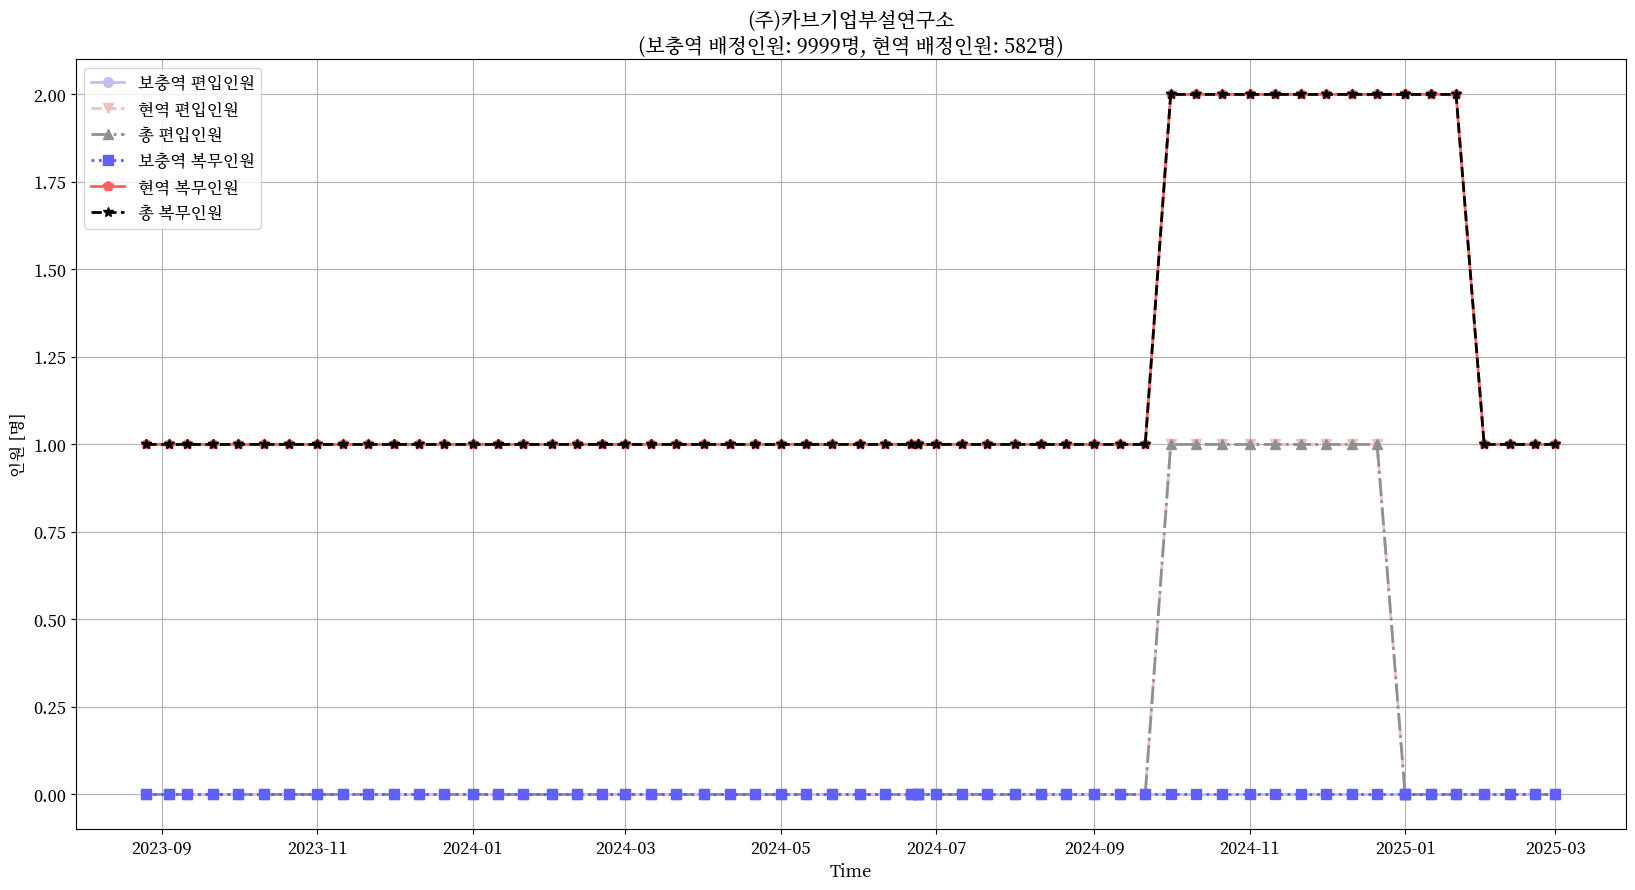 (주)카브기업부설연구소
(보충역 배정인원: 9999명, 현역 배정인원: 582명)
보충역 편입인원
현역 편입인원
총 편입인원
보충역 복무인원
현역 복무인원
총 복무인원
2.00
1.75
1.50
1.25
1.00
0.75
0.50
0.25
0.00
인원 [명]
2023-09 2023-11 2024-01 2024-03 2024-05 2024-07 2024-09 2024-11 2025-01 2025-03
Time